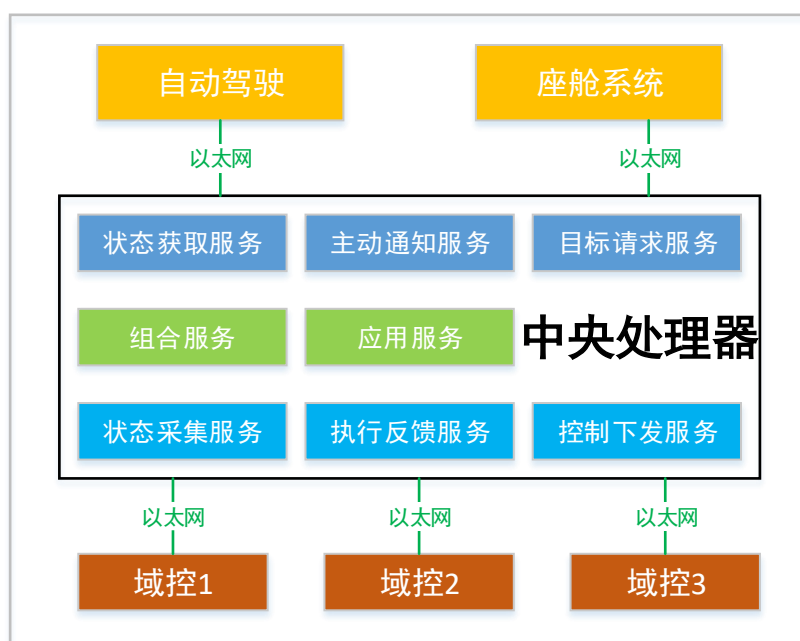 自动驾驶
座舱系统
以太网
以太网
状态获取服务
主动通知服务
目标请求服务
组合服务
应用服务
中央处理器
状态采集服务
执行反馈服务
控制下发服务
以太网
以太网
以太网
域控1
域控2
域控3